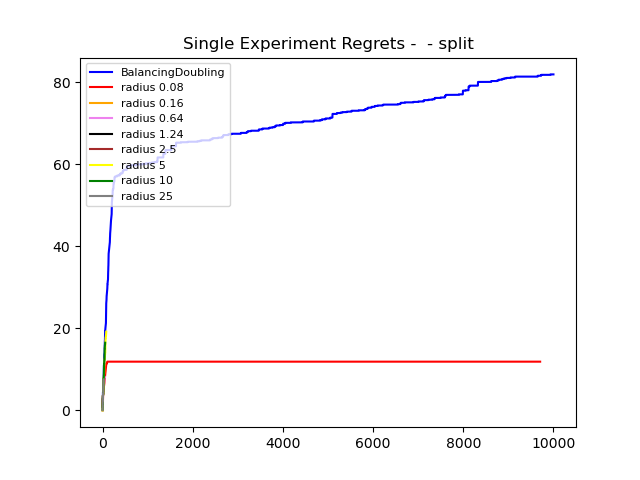 Single Experiment Regrets -  - split
BalancingDoubling
radius 0.08
radius 0.16
radius 0.64
radius 1.24
radius 2.5
radius 5
radius 10
radius 25
80
60
40
20
0
0 2000 4000 6000 8000 10000